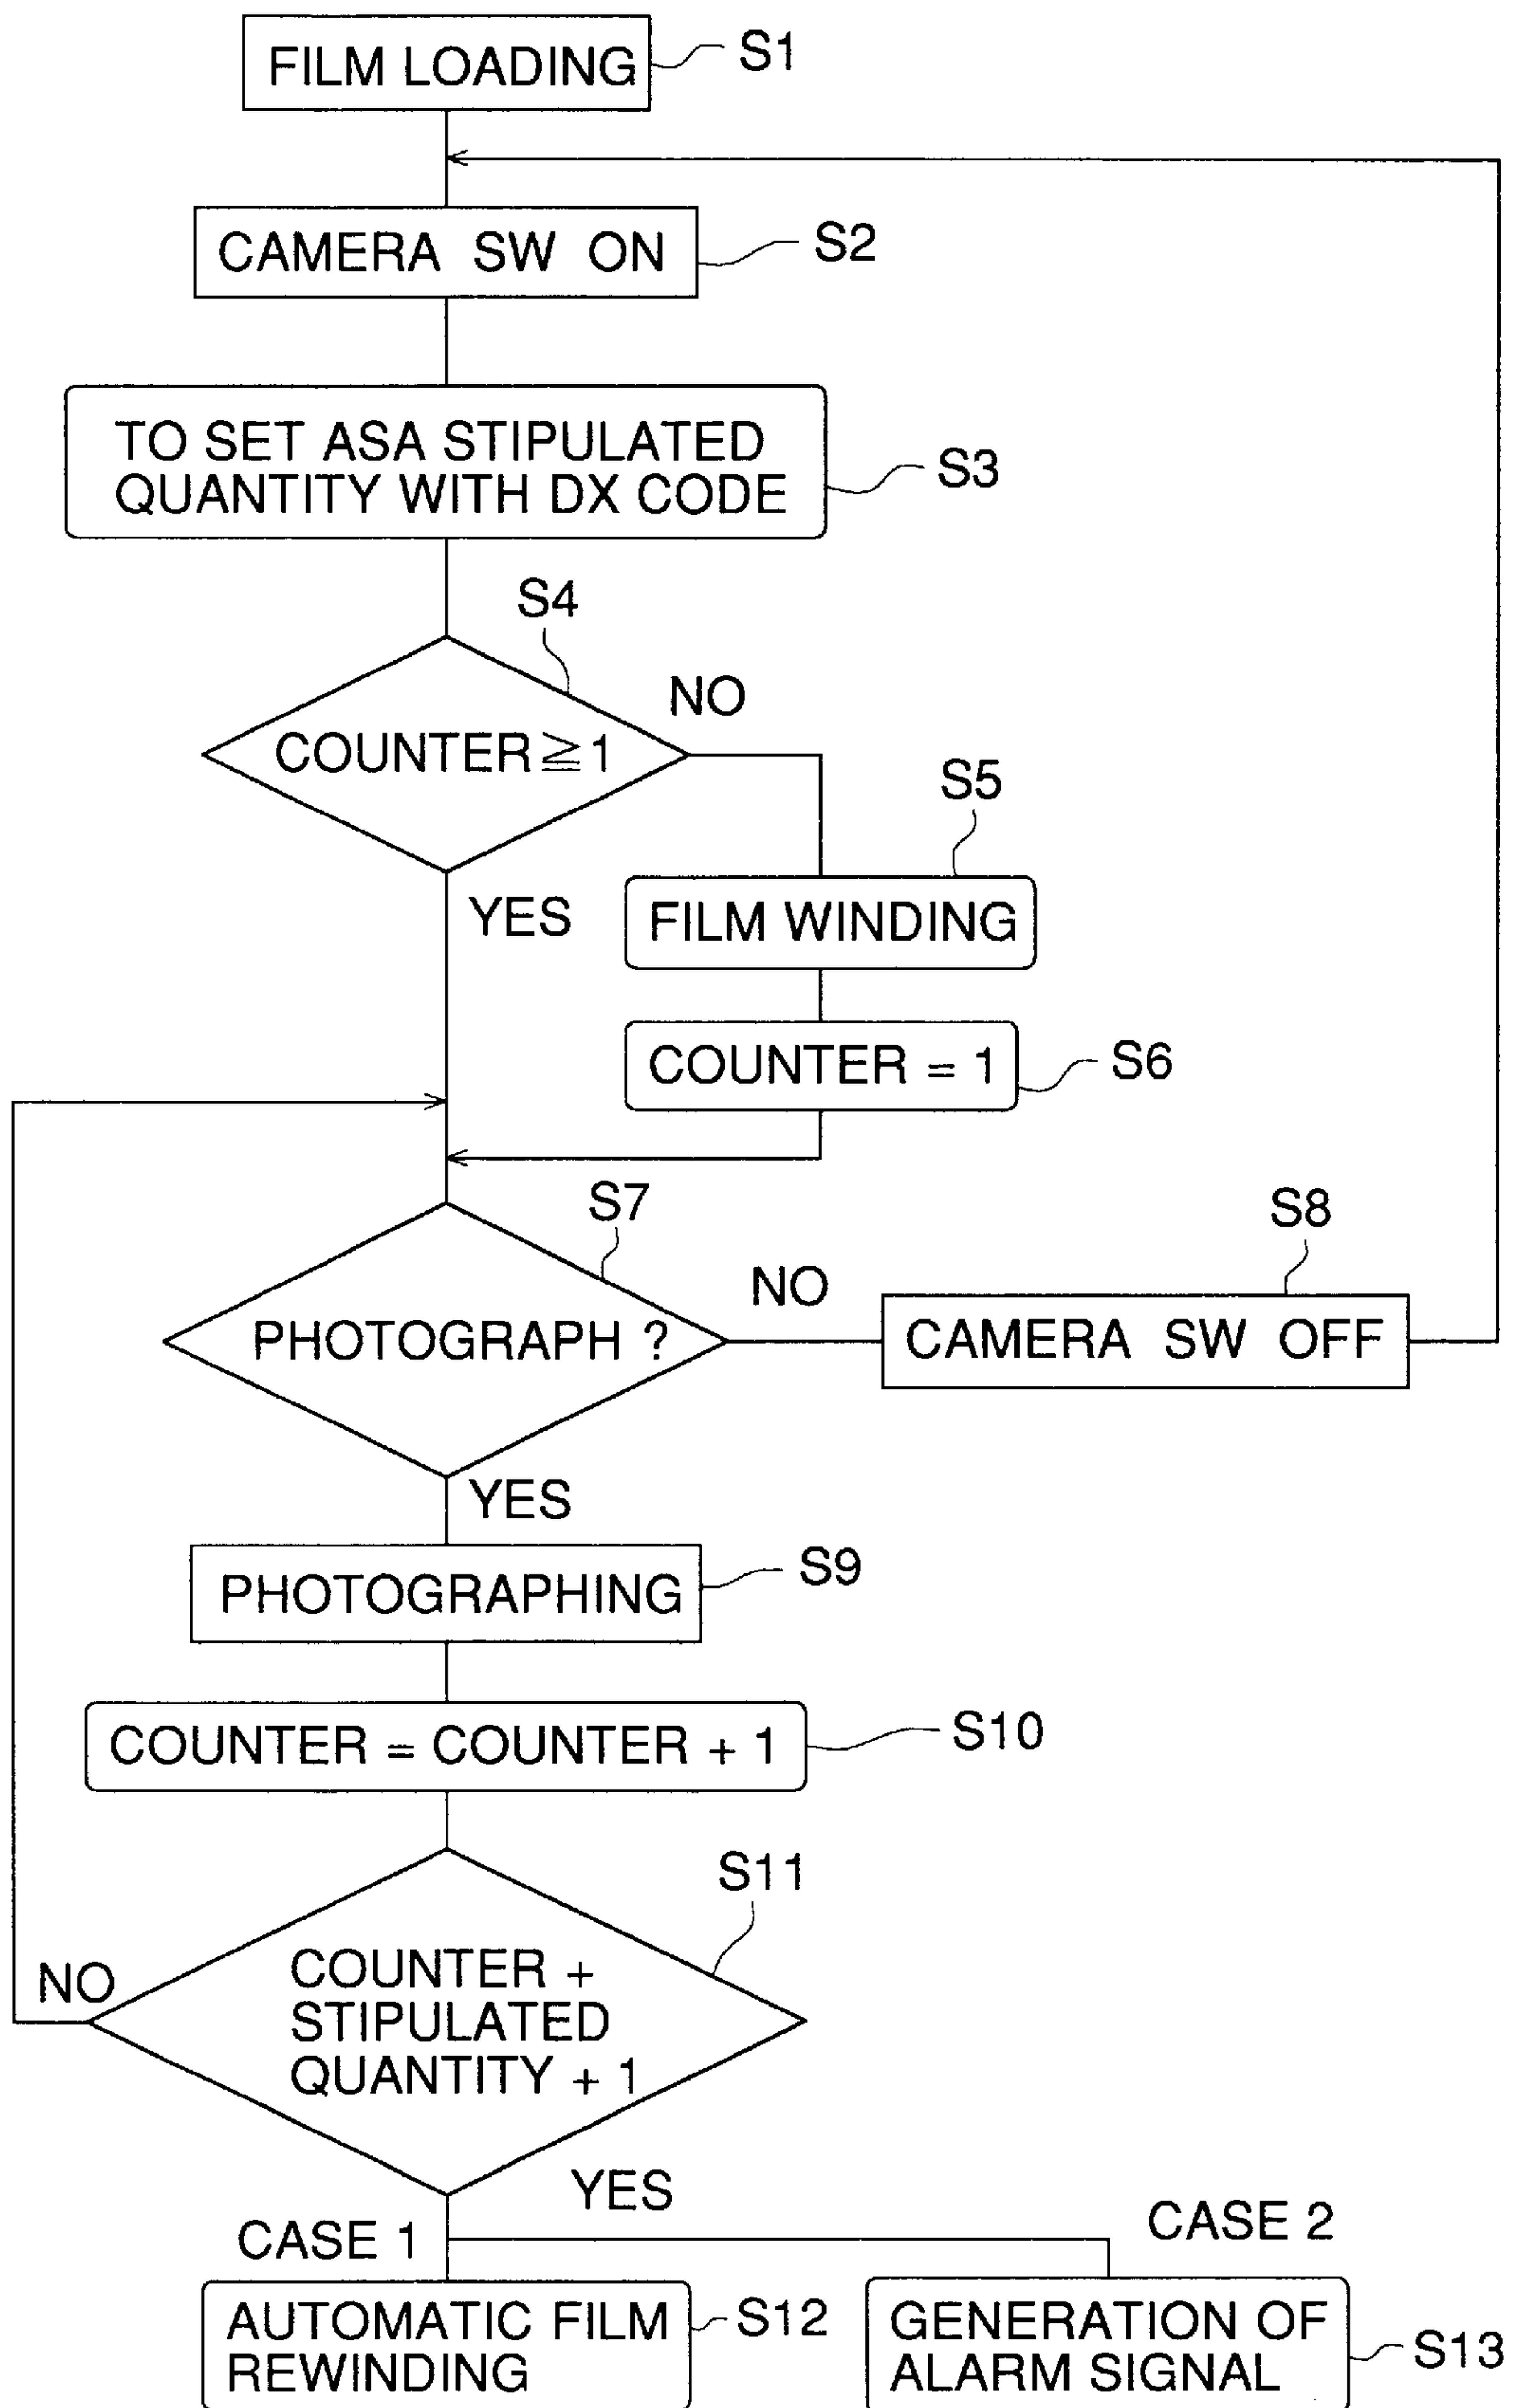 FILM LOADING
S1
CAMERA SW ON
S2
TO SET ASA STIPULATED
QUANTITY WITH DX CODE
S3
S4
COUNTER ≧ 1
NO
YES
S5
FILM WINDING
COUNTER = 1
S6
S7
PHOTOGRAPH ?
NO
S8
CAMERA SW OFF
YES
PHOTOGRAPHING
S9
COUNTER = COUNTER + 1
S10
S11
COUNTER +
STIPULATED
QUANTITY + 1
NO
YES
CASE 1
CASE 2
AUTOMATIC FILM
REWINDING
S12
GENERATION OF
ALARM SIGNAL
S13